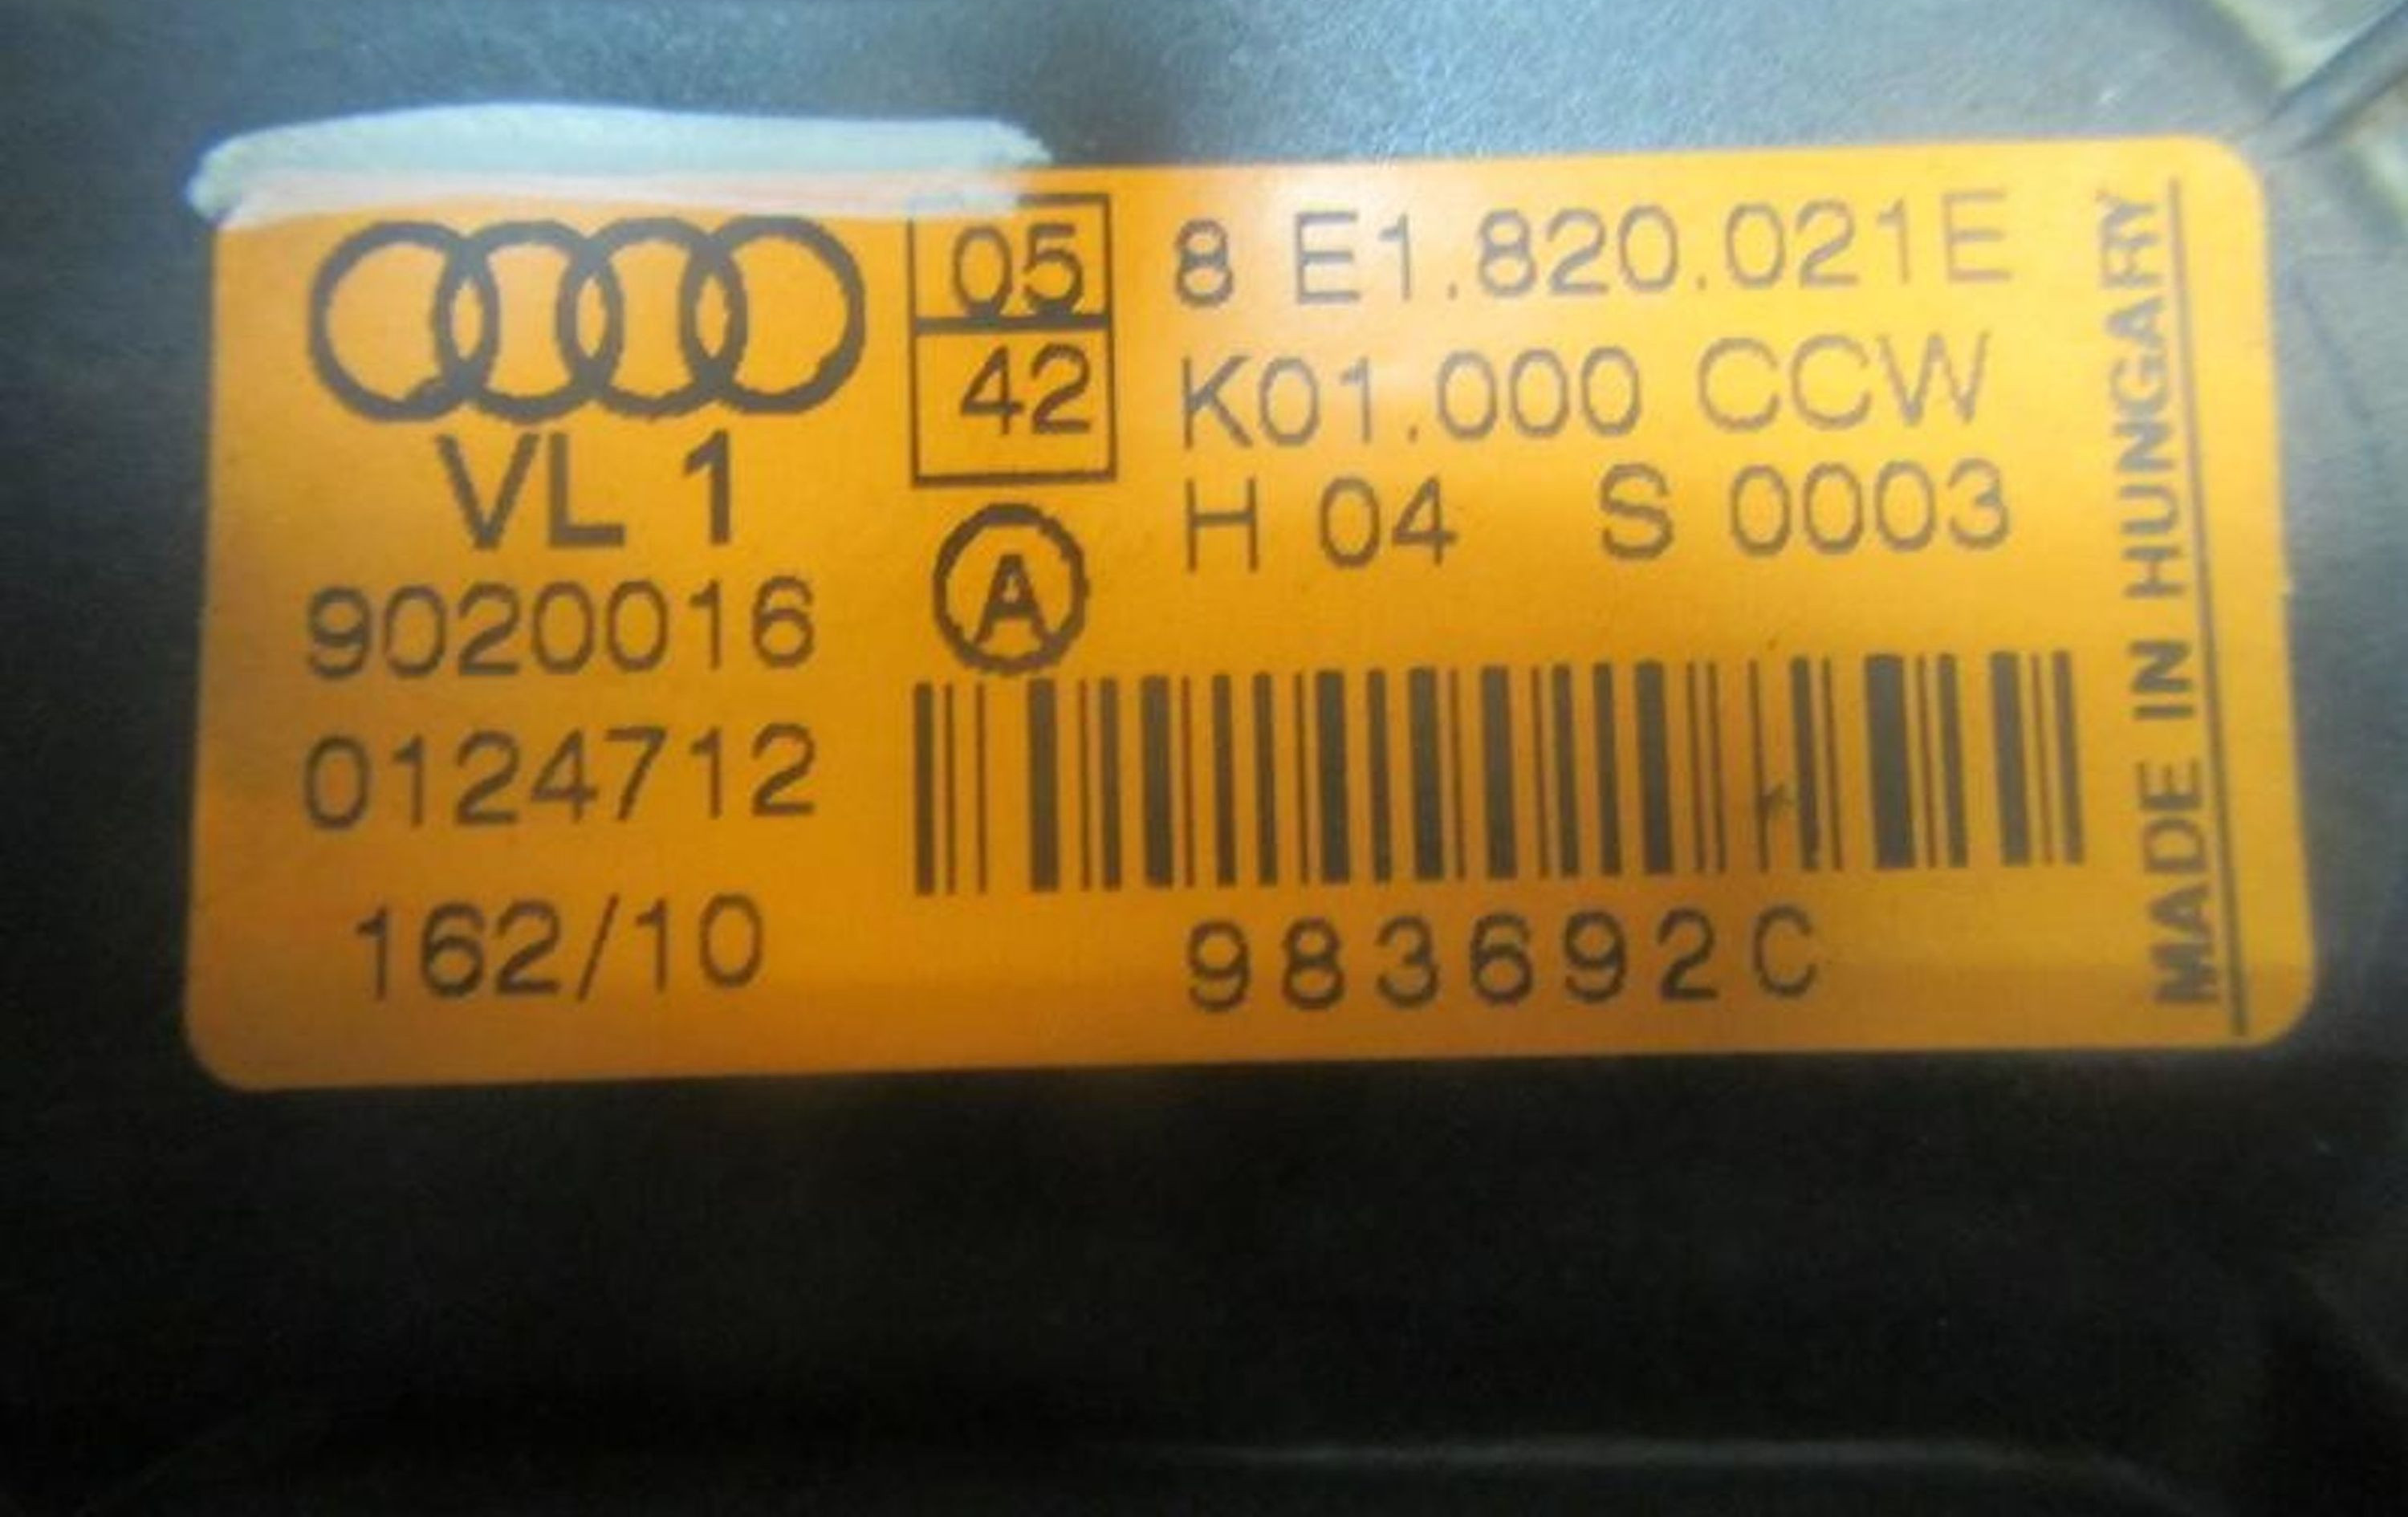 VL 1
9020016
0124712
162/10
05
42
A
8 E1.820.021E
K01.000 CCW
H 04 S 0003
983692C
MADE IN HUNGARY